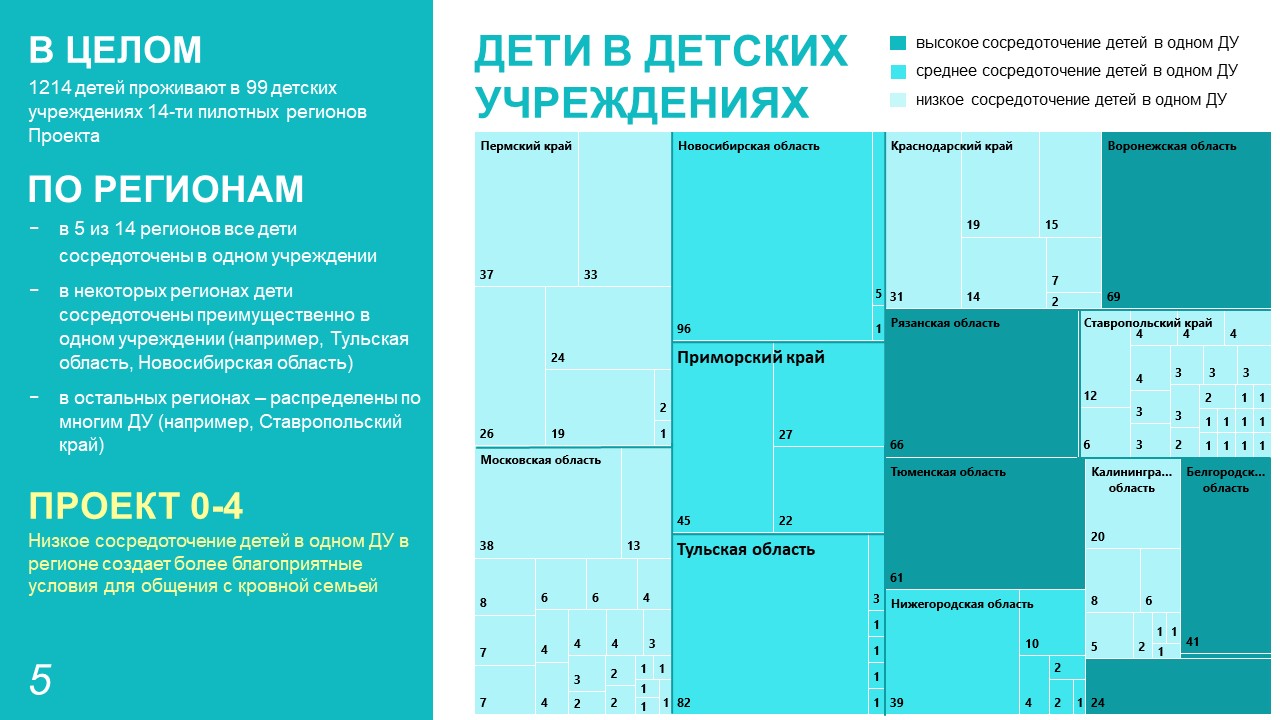 В ЦЕЛОМ
1214 детей проживают в 99 детских
учреждениях 14-ти пилотных регионов
Проекта
ПО РЕГИОНАМ
− в 5 из 14 регионов все дети
сосредоточены в одном учреждении
− в некоторых регионах дети
сосредоточены преимущественно в
одном учреждении (например, Тульская
область, Новосибирская область)
− в остальных регионах – распределены по
многим ДУ (например, Ставропольский
край)
ПРОЕКТ 0-4
Низкое сосредоточение детей в одном ДУ в
регионе создает более благоприятные
условия для общения с кровной семьей
5
ДЕТИ В ДЕТСКИХ
УЧРЕЖДЕНИЯХ
высокое сосредоточение детей в одном ДУ
среднее сосредоточение детей в одном ДУ
низкое сосредоточение детей в одном ДУ
Пермский край
37 33
24
26 19 2
1
Московская область
38 13
8 6 6 4
7 4 4 4 3
3 2 1 1
1
7 4 2 2 1 1
Новосибирская область
96 5
1
Приморский край
27
45 22
Тульская область
3
1
1
1
82 1
Краснодарский край
19 15
7
31 14 2
Воронежская область
69
Рязанская область
66
Ставропольский край
4 4 4
4 3 3 3
12 2 1 1
3 3 1 1 1 1
6 3 2 1 1 1 1
Тюменская область
61
Калинингра...
область
20
8 6
1 1
5 2 1
Белгородск...
область
41
Нижегородская область
10
2
39 4 2 1
24